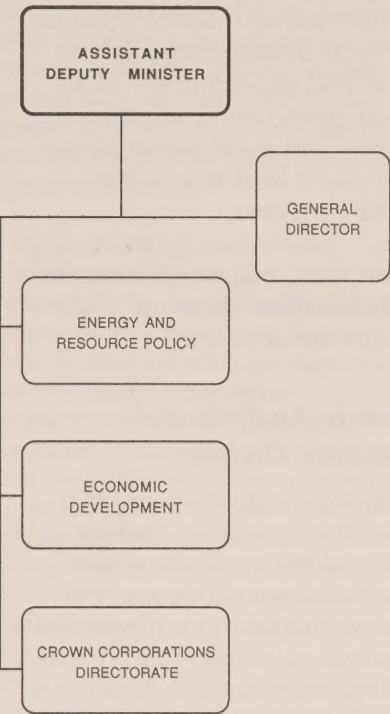 ASSISTANT
DEPUTY MINISTER
GENERAL
DIRECTOR
ENERGY AND
RESOURCE POLICY
ECONOMIC
DEVELOPMENT
CROWN CORPORATIONS
DIRECTORATE